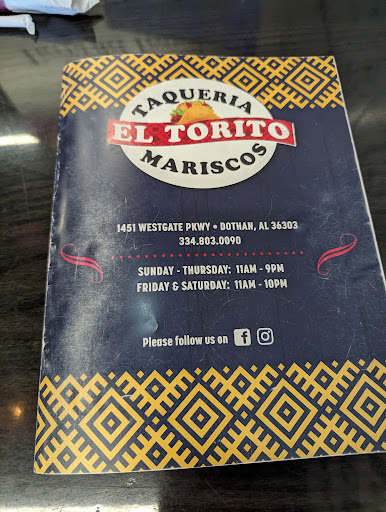 TAQUERIA
EL TORITO
MARISCOS
1451 WESTGATE PKWY • DOTHAN, AL 36303
334.803.0090
SUNDAY - THURSDAY: 11AM - 9PM
FRIDAY & SATURDAY: 11AM - 10PM
Please follow us on